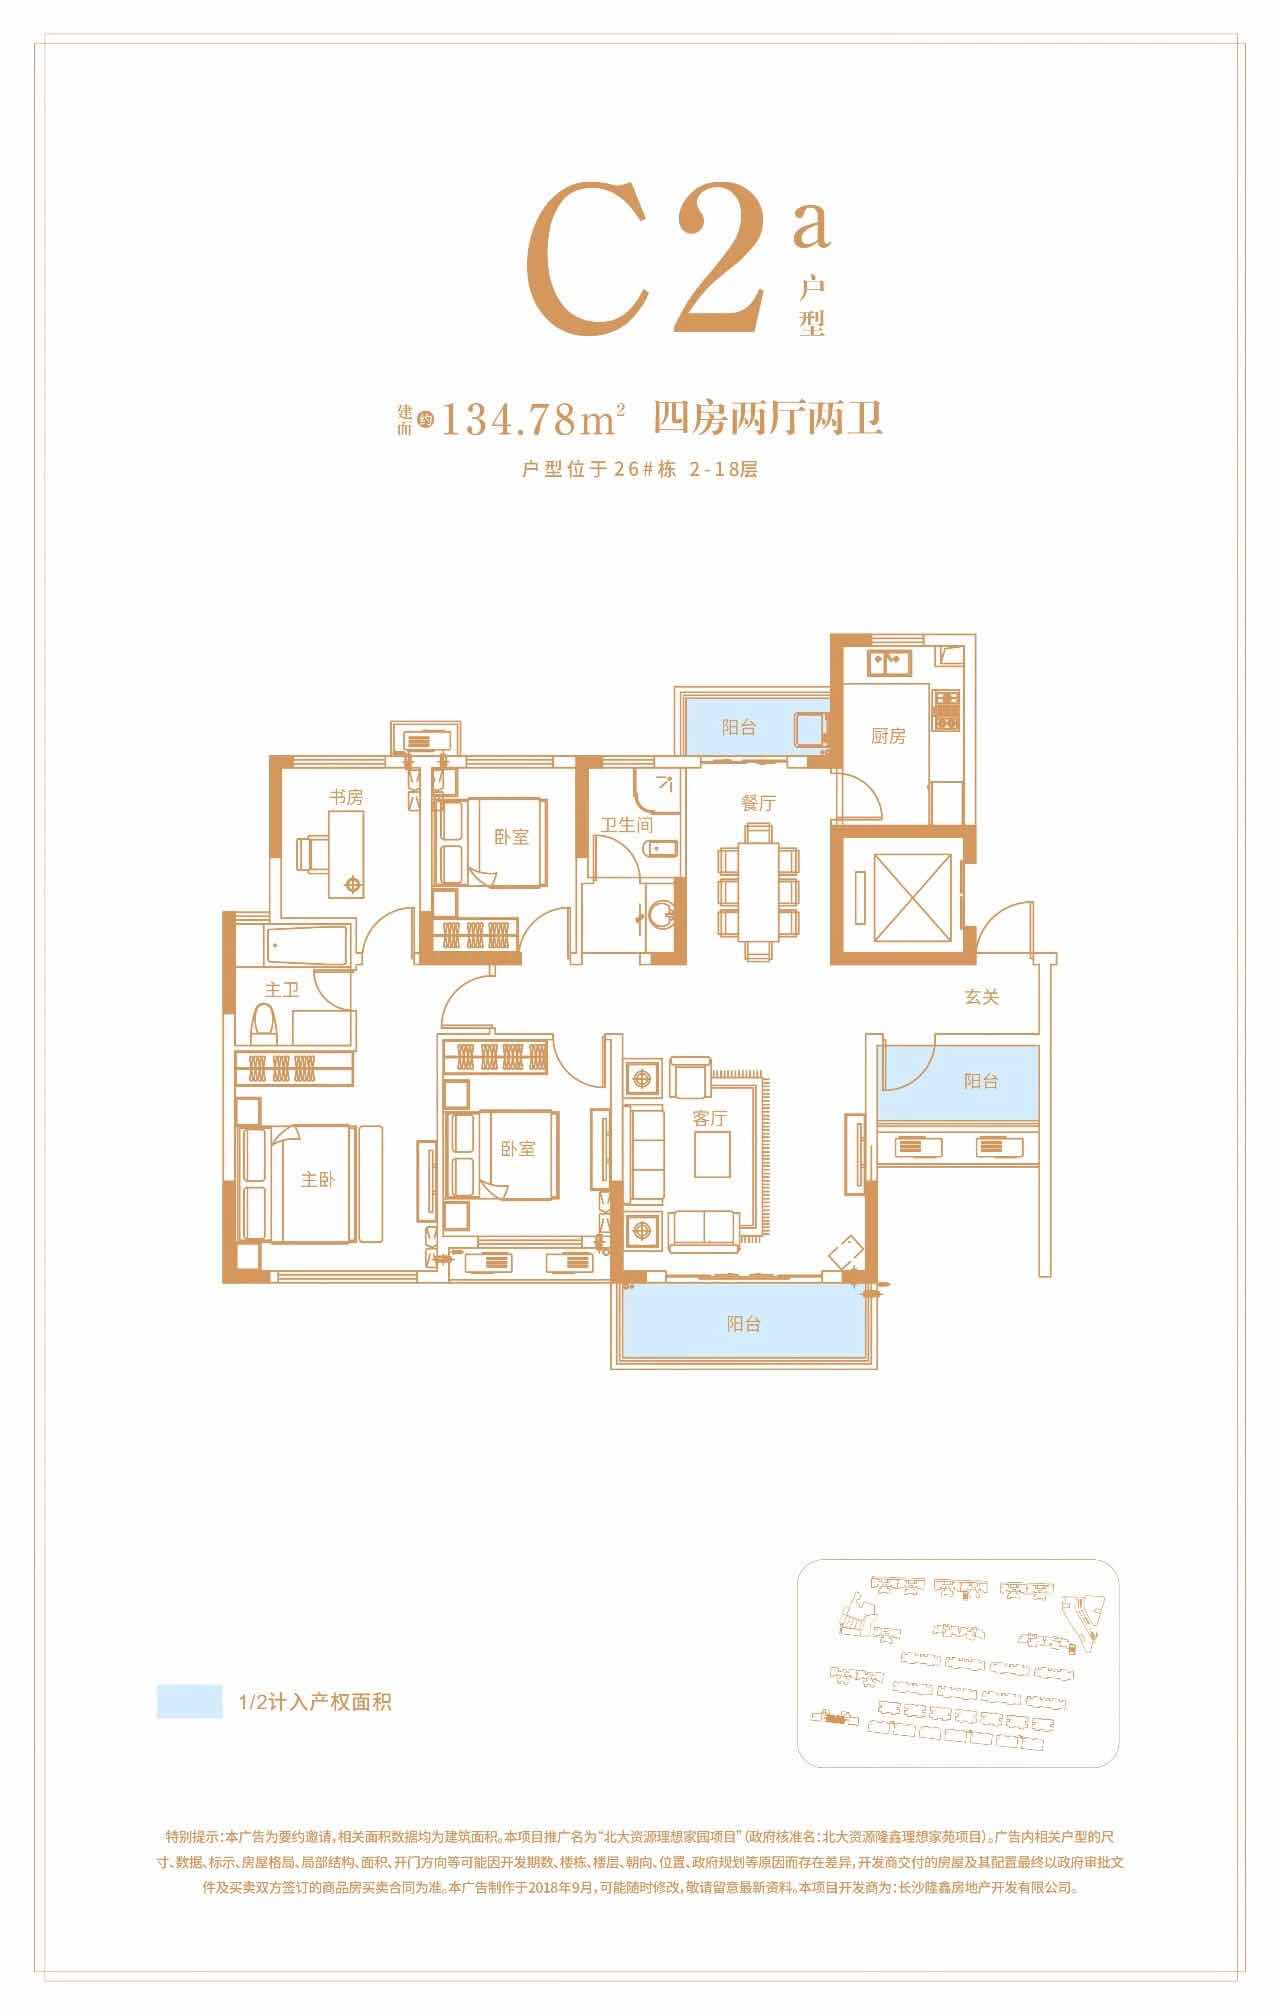 C2a
户型
建面约134.78m² 四房两厅两卫
户型位于26#栋 2-18层
阳台
厨房
书房
餐厅
卫生间
卧室
主卫
玄关
阳台
客厅
卧室
主卧
阳台
1/2计入产权面积
特别提示：本广告为要约邀请，相关面积数据均为建筑面积。本项目推广名为“北大资源理想家园项目”（政府核准名：北大资源隆鑫理想家苑项目）。广告内相关户型的尺
寸、数据、标示、房屋格局、局部结构、面积、开门方向等可能因开发期数、楼栋、楼层、朝向、位置、政府规划等原因而存在差异，开发商交付的房屋及其配置最终以政府审批文
件及买卖双方签订的商品房买卖合同为准。本广告制作于2018年9月，可能随时修改，敬请留意最新资料。本项目开发商为：长沙隆鑫房地产开发有限公司。